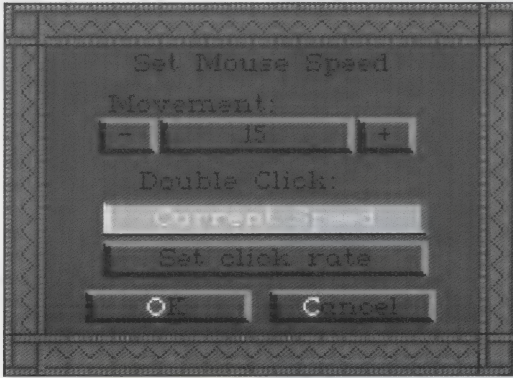 Set Mouse Speed
Movement:
- 15 +
Double Click:
Current Speed
Set click rate
OK Cancel